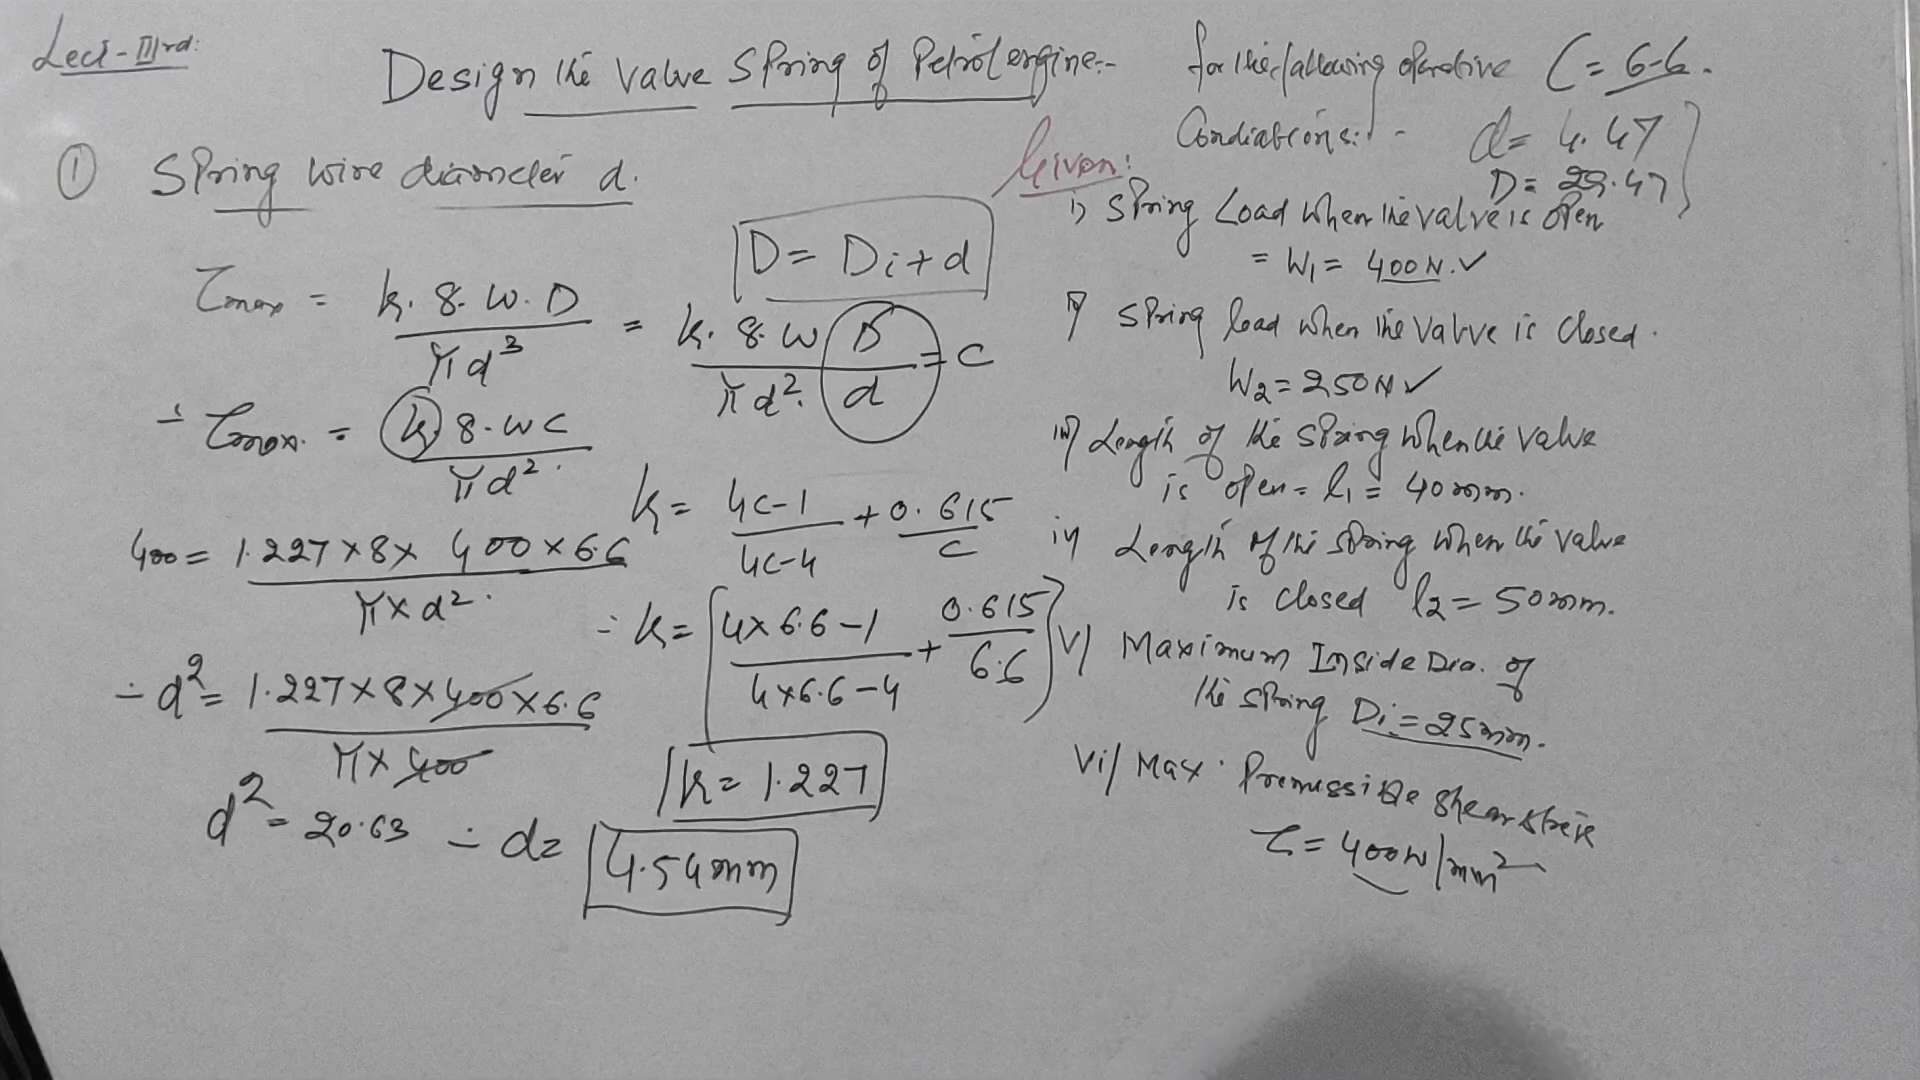 Lect-IIIrd:
Design the Valve Spring of Petrol engine:- for the following operative C = 6.6.
Condiations:-
d = 4.47
D = 29.47
① Spring wire diameter d.
Given:
D = Di + d
τmax = k. 8. W. D / πd³ = k. 8. W / πd². D / d = C
∴ τmax. = k 8. WC / πd².
k = 4C-1 / 4C-4 + 0.615 / C
400 = 1.227 × 8 × 400 × 6.6 / π × d².
∴ k = [4×6.6-1 / 4×6.6-4 + 0.615 / 6.6]
∴ d² = 1.227 × 8 × 400 × 6.6 / π × 400
k = 1.227
d² = 20.63 ∴ d = 4.54mm
i) Spring Load when the valve is open
= W₁ = 400N. ✓
ii) Spring load when the valve is closed.
W₂ = 250N ✓
iii) Length of the spring when the valve
is open = l₁ = 40mm.
iv) Length of the spring when the valve
is closed l₂ = 50mm.
v) Maximum Inside Dia. of
the spring Di = 25mm.
vi) Max. Premissible shear stress
τ = 400N/mm²